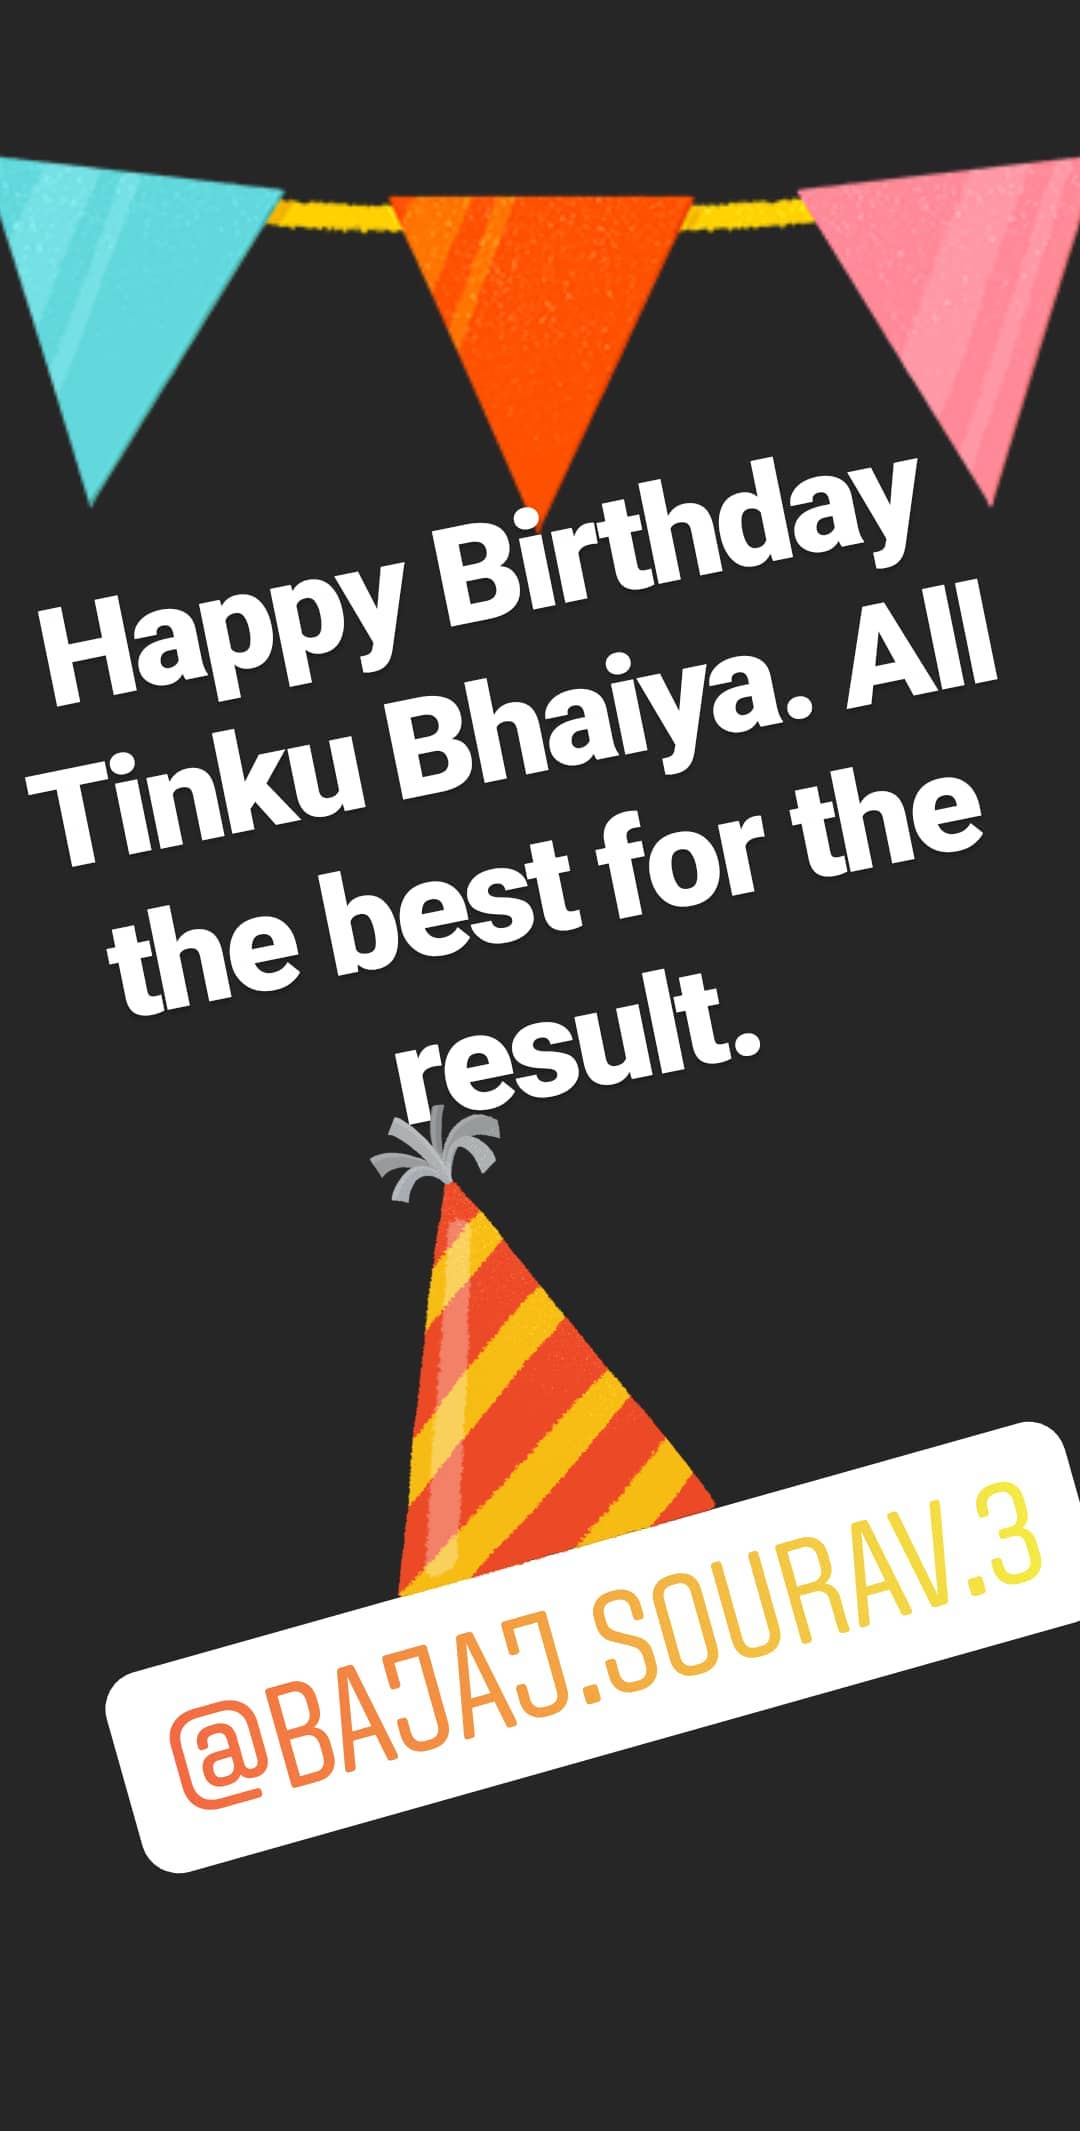 Happy Birthday
Tinku Bhaiya. All
the best for the
result.
@BAJAJ.SOURAV.3